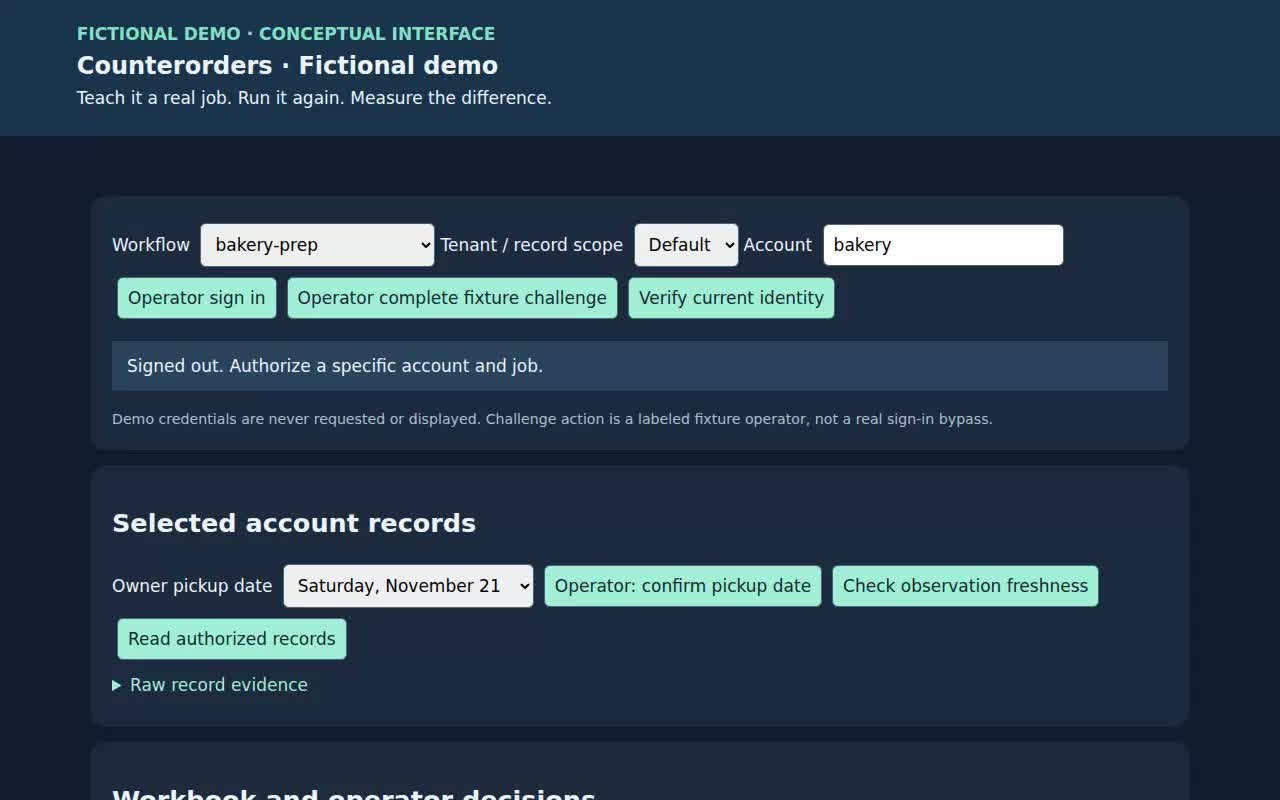 FICTIONAL DEMO · CONCEPTUAL INTERFACE
Counterorders · Fictional demo
Teach it a real job. Run it again. Measure the difference.
Workflow bakery-prep Tenant / record scope Default Account bakery
Operator sign in Operator complete fixture challenge Verify current identity
Signed out. Authorize a specific account and job.
Demo credentials are never requested or displayed. Challenge action is a labeled fixture operator, not a real sign-in bypass.
Selected account records
Owner pickup date Saturday, November 21 Operator: confirm pickup date Check observation freshness
Read authorized records
Raw record evidence
Workbook and operator decisions